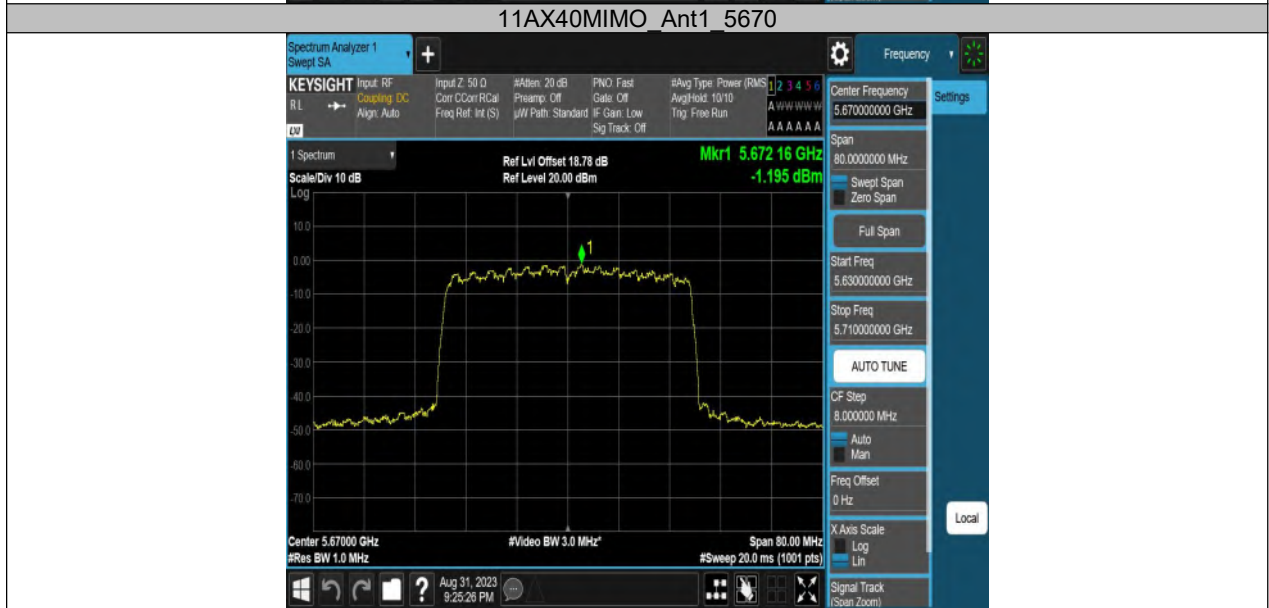 11AX40MIMO_Ant1_5670
Spectrum Analyzer 1
Swept SA
+
Frequency
KEYSIGHT
RL
LXI
Input: RF
Coupling: DC
Align: Auto
Input Z: 50 Ω
Corr CCorr RCal
Freq Ref: Int (S)
#Atten: 20 dB
Preamp: Off
µW Path: Standard
PNO: Fast
Gate: Off
IF Gain: Low
Sig Track: Off
#Avg Type: Power (RMS
Avg|Hold: 10/10
Trig: Free Run
1 2 3 4 5 6
A W W W W W
A A A A A A
Center Frequency
5.670000000 GHz
Settings
1 Spectrum
Scale/Div 10 dB
Ref Lvl Offset 18.78 dB
Ref Level 20.00 dBm
Mkr1 5.672 16 GHz
-1.195 dBm
Span
80.0000000 MHz
Swept Span
Zero Span
Full Span
Start Freq
5.630000000 GHz
Stop Freq
5.710000000 GHz
AUTO TUNE
CF Step
8.000000 MHz
Auto
Man
Freq Offset
0 Hz
X Axis Scale
Log
Lin
Local
Signal Track
(Span Zoom)
Log
10.0
0.00
-10.0
-20.0
-30.0
-40.0
-50.0
-60.0
-70.0
1
Center 5.67000 GHz
#Res BW 1.0 MHz
#Video BW 3.0 MHz*
Span 80.00 MHz
#Sweep 20.0 ms (1001 pts)
?
Aug 31, 2023
9:25:26 PM